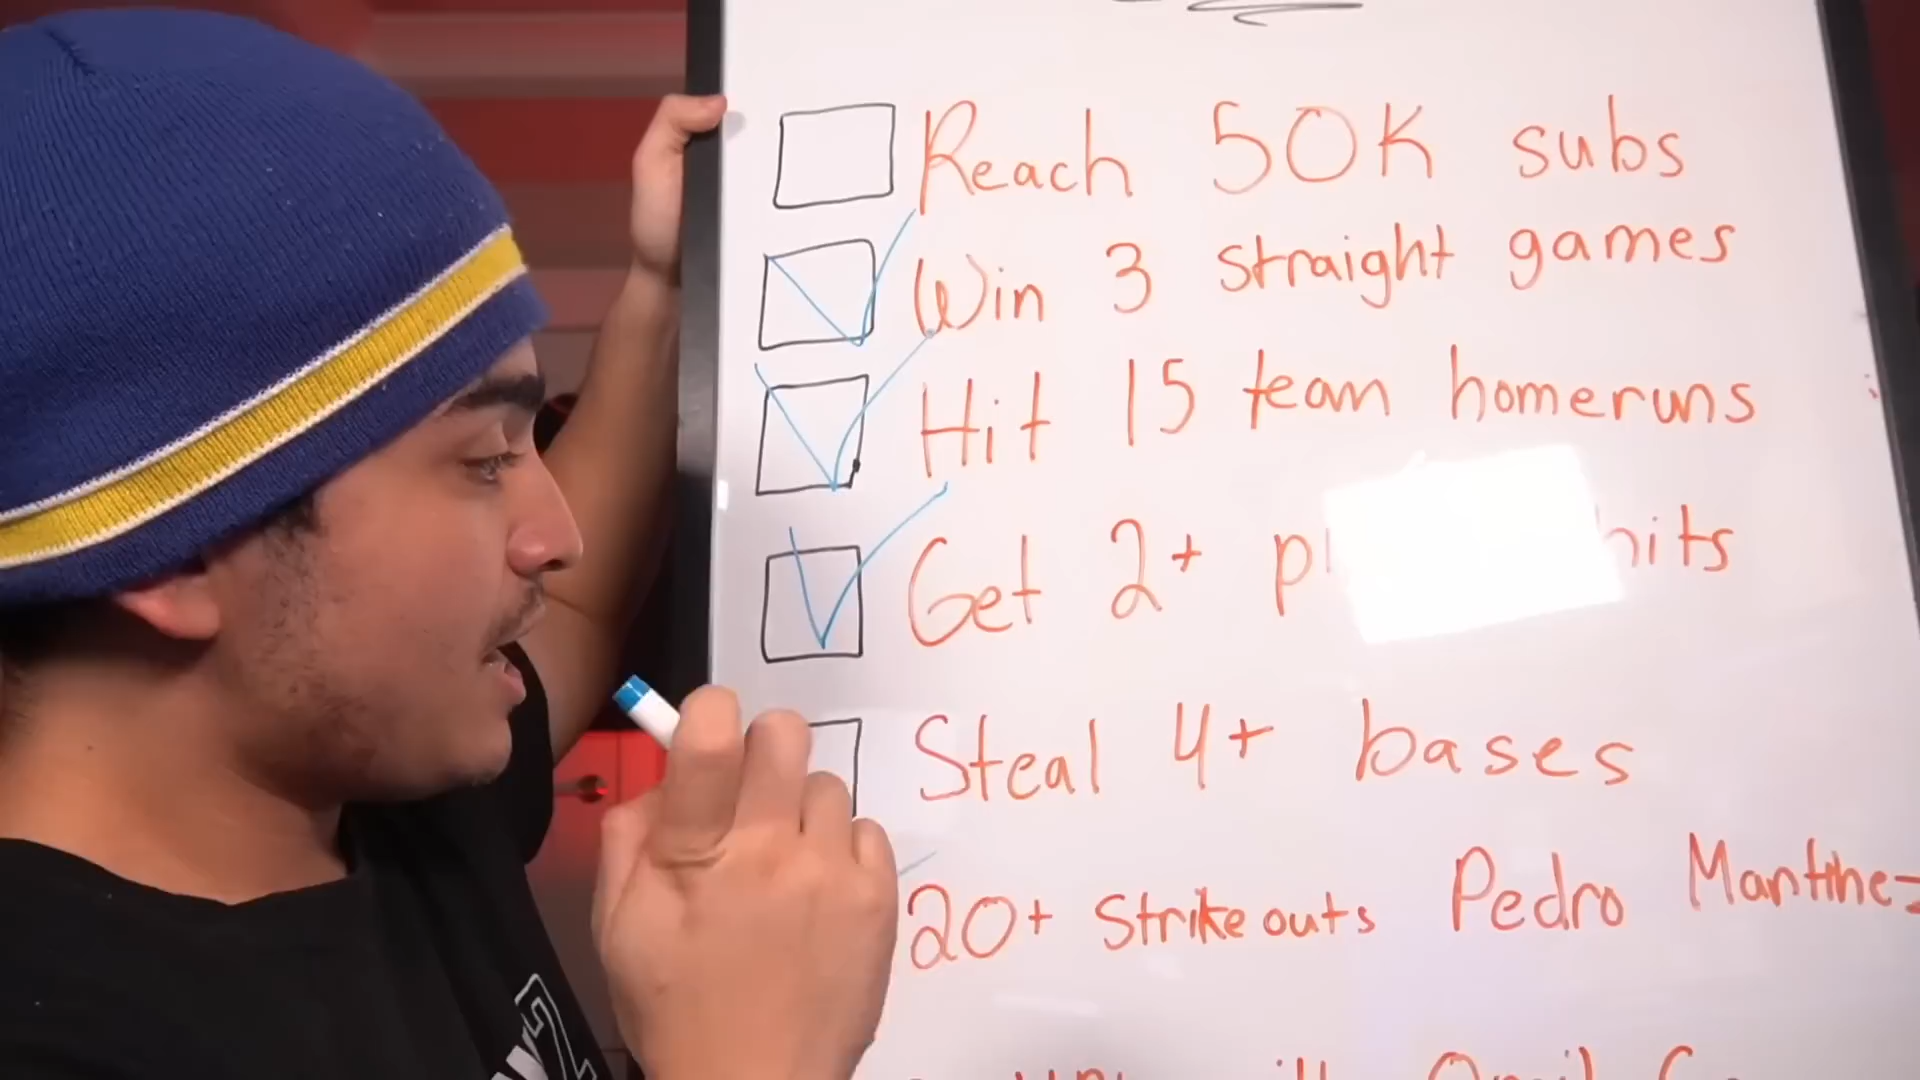 Reach 50K subs
Win 3 straight games
Hit 15 team homeruns
Get 2+ hits
Steal 4+ bases
20+ Strikeouts Pedro Martinez